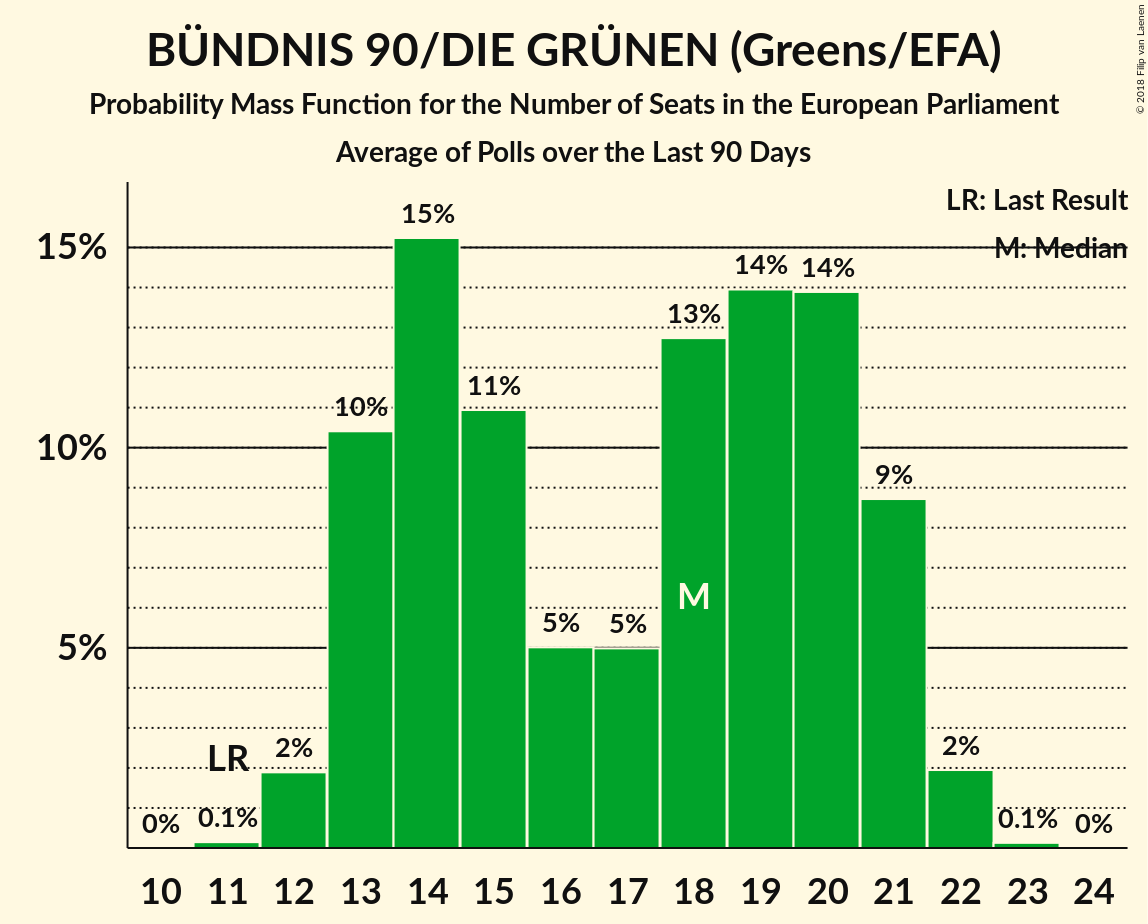 BÜNDNIS 90/DIE GRÜNEN (Greens/EFA)
Probability Mass Function for the Number of Seats in the European Parliament
Average of Polls over the Last 90 Days
© 2018 Filip van Laenen
LR: Last Result
M: Median
15%
10%
5%
0%
0.1%
LR
2%
10%
15%
11%
5%
5%
13%
M
14%
14%
9%
2%
0.1%
0%
10 11 12 13 14 15 16 17 18 19 20 21 22 23 24